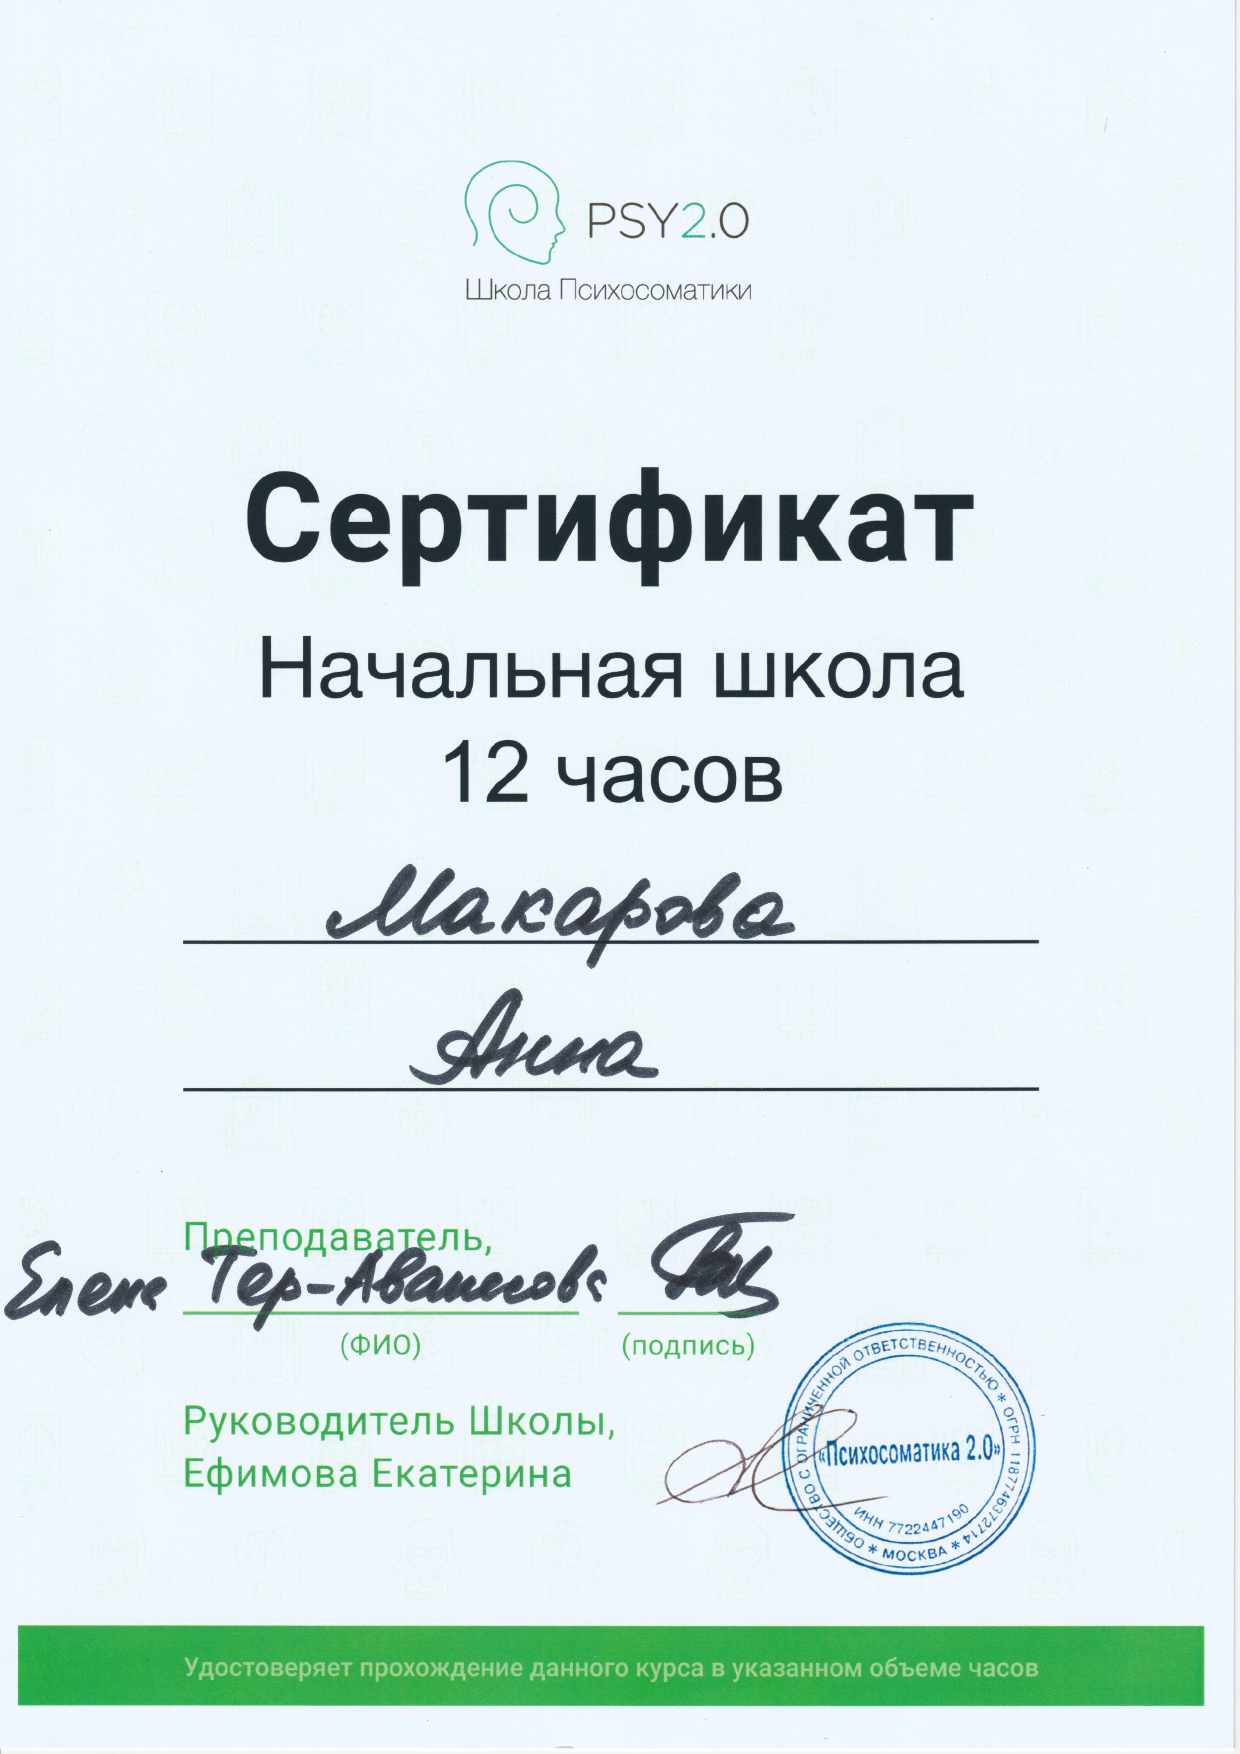 PSY2.0
Школа Психосоматики
Сертификат
Начальная школа
12 часов
Макарова
Анна
Преподаватель,
Елена Тер-Аванесова
(ФИО)
(подпись)
Руководитель Школы,
Ефимова Екатерина
ОБЩЕСТВО С ОГРАНИЧЕННОЙ ОТВЕТСТВЕННОСТЬЮ * ОГРН 1187746372714 * МОСКВА *
«Психосоматика 2.0»
ИНН 7722447190
Удостоверяет прохождение данного курса в указанном объеме часов